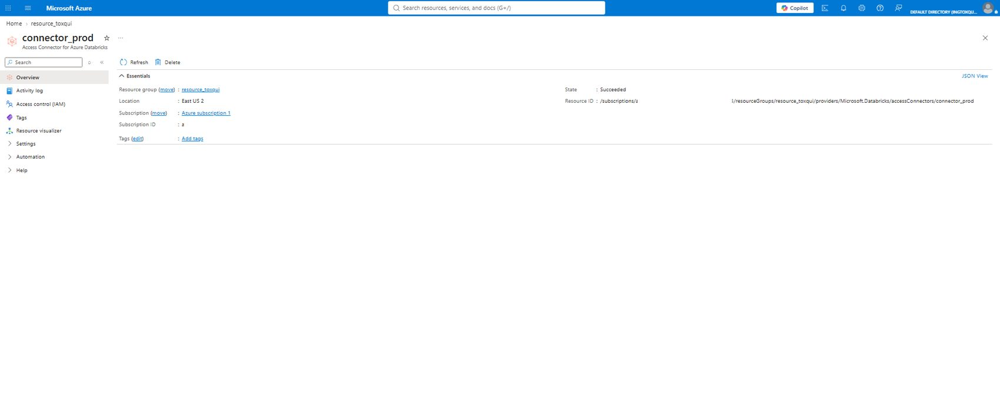 Microsoft Azure
Search resources, services, and docs (G+/)
Copilot
DEFAULT DIRECTORY (INGTOXQU...
Home > resource_toxqui
connector_prod
Access Connector for Azure Databricks
Search
Refresh
Delete
Overview
Activity log
Access control (IAM)
Tags
Resource visualizer
Settings
Automation
Help
Essentials
JSON View
Resource group (move) : resource_toxqui
Location : East US 2
Subscription (move) : Azure subscription 1
Subscription ID : a
Tags (edit) : Add tags
State : Succeeded
Resource ID : /subscriptions/a /resourceGroups/resource_toxqui/providers/Microsoft.Databricks/accessConnectors/connector_prod